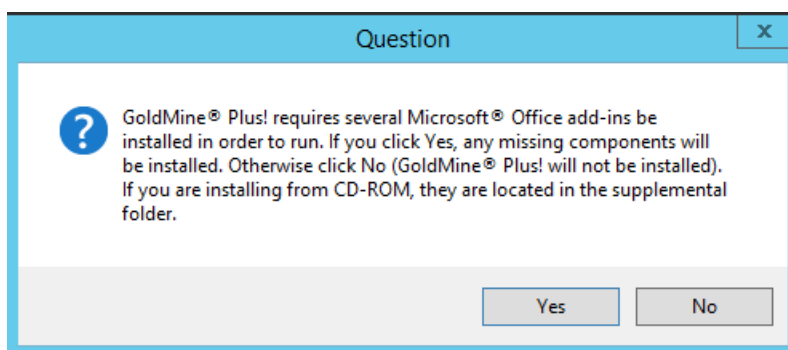 Question
x
GoldMine® Plus! requires several Microsoft® Office add-ins be
installed in order to run. If you click Yes, any missing components will
be installed. Otherwise click No (GoldMine® Plus! will not be installed).
If you are installing from CD-ROM, they are located in the supplemental
folder.
Yes No